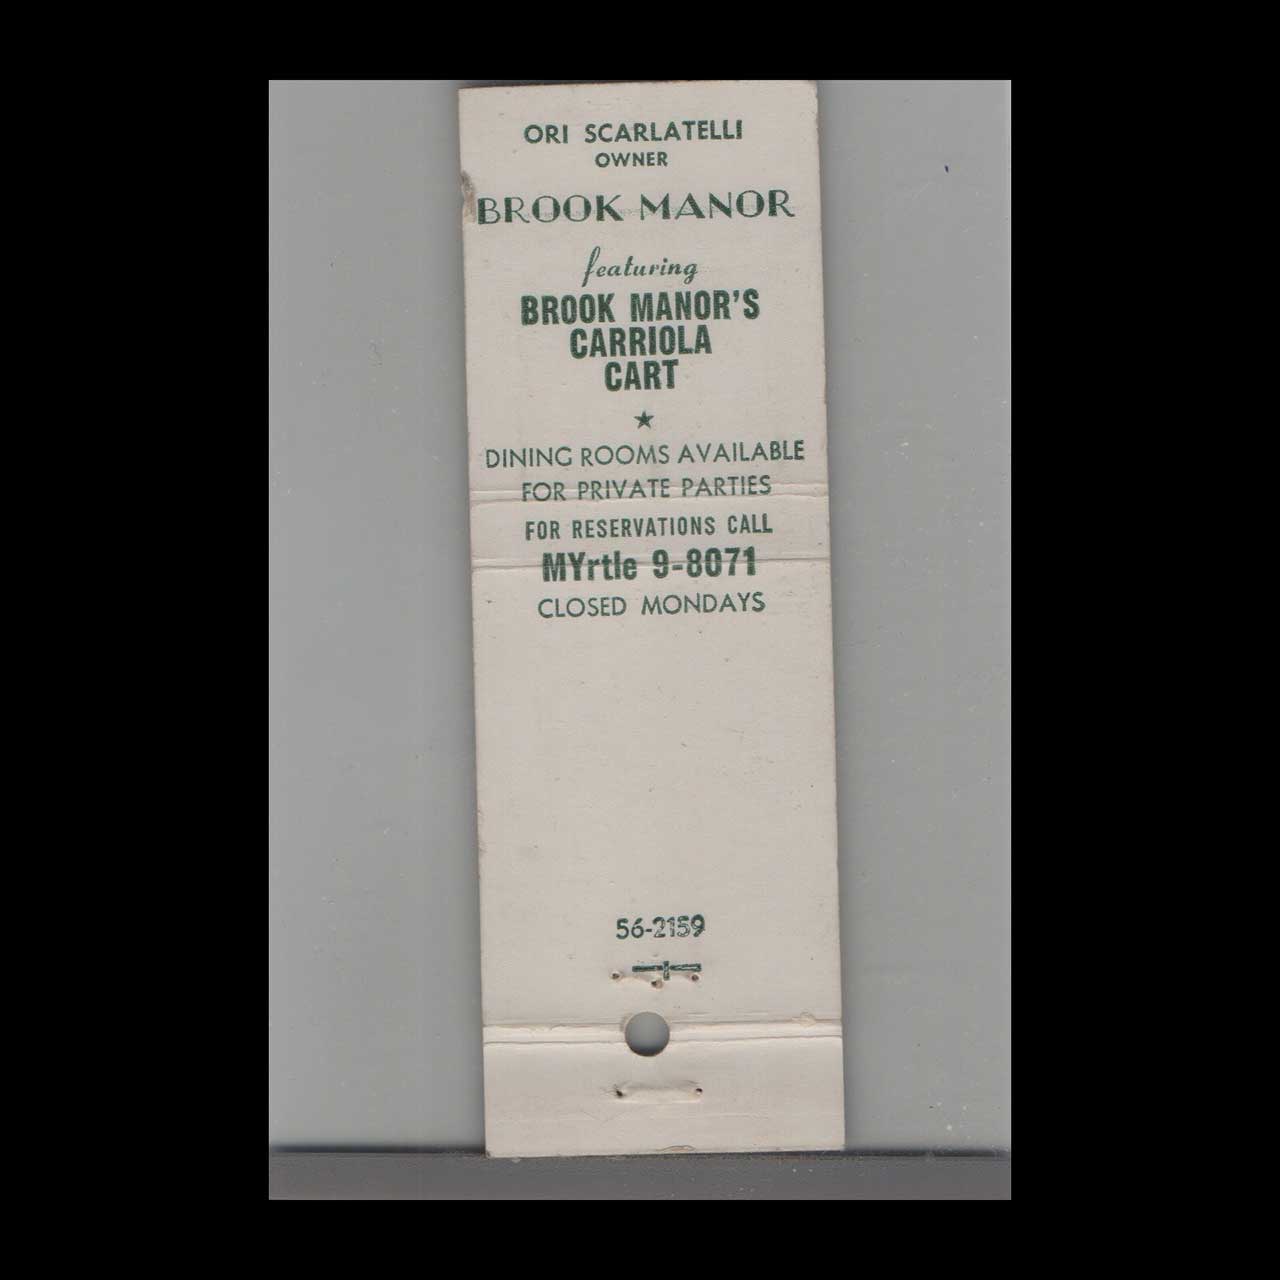 ORI SCARLATELLI
OWNER
BROOK MANOR
featuring
BROOK MANOR'S
CARRIOLA
CART
★
DINING ROOMS AVAILABLE
FOR PRIVATE PARTIES
FOR RESERVATIONS CALL
MYrtle 9-8071
CLOSED MONDAYS
56-2159